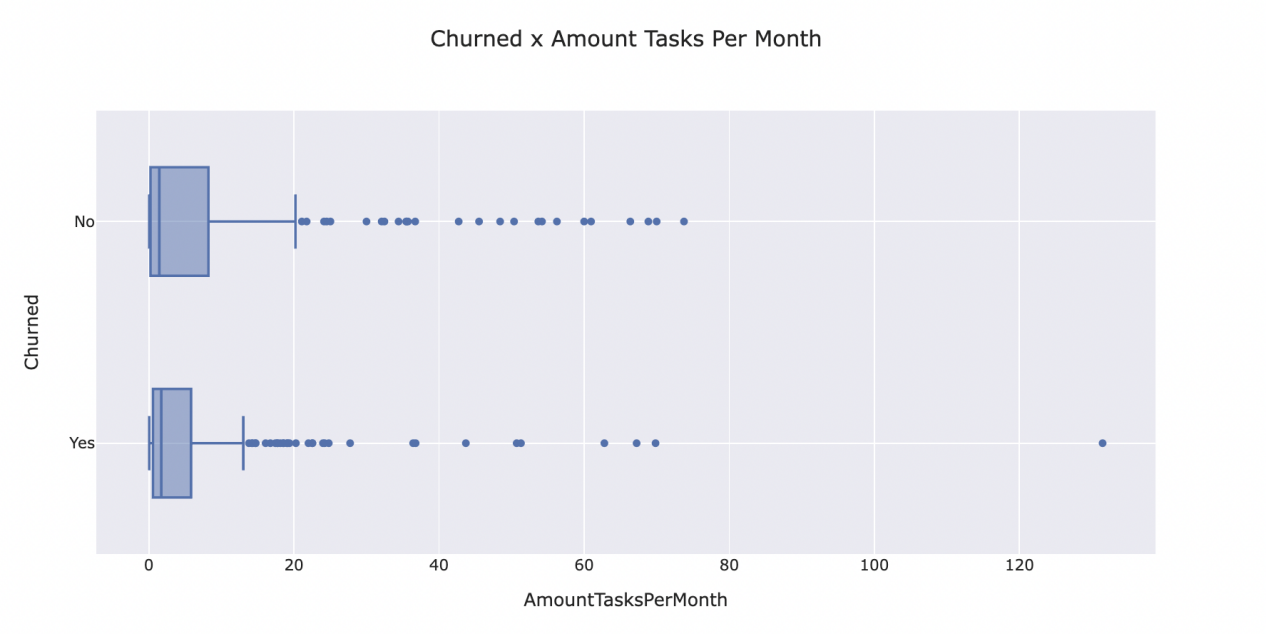 Churned x Amount Tasks Per Month
Churned
No
Yes
0 20 40 60 80 100 120
AmountTasksPerMonth